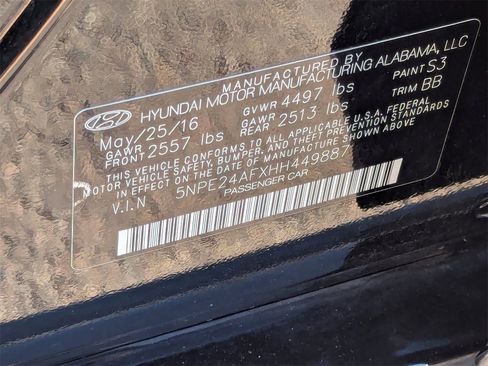 MANUFACTURED BY
HYUNDAI MOTOR MANUFACTURING ALABAMA, LLC
May/25/16 GVWR 4497 lbs PAINT S3
GAWR FRONT 2557 lbs GAWR REAR 2513 lbs TRIM BB
THIS VEHICLE CONFORMS TO ALL APPLICABLE U.S.A. FEDERAL
MOTOR VEHICLE SAFETY, BUMPER, AND THEFT PREVENTION STANDARDS
IN EFFECT ON THE DATE OF MANUFACTURE SHOWN ABOVE.
V.I.N 5NPE24AFXHH449887
PASSENGER CAR